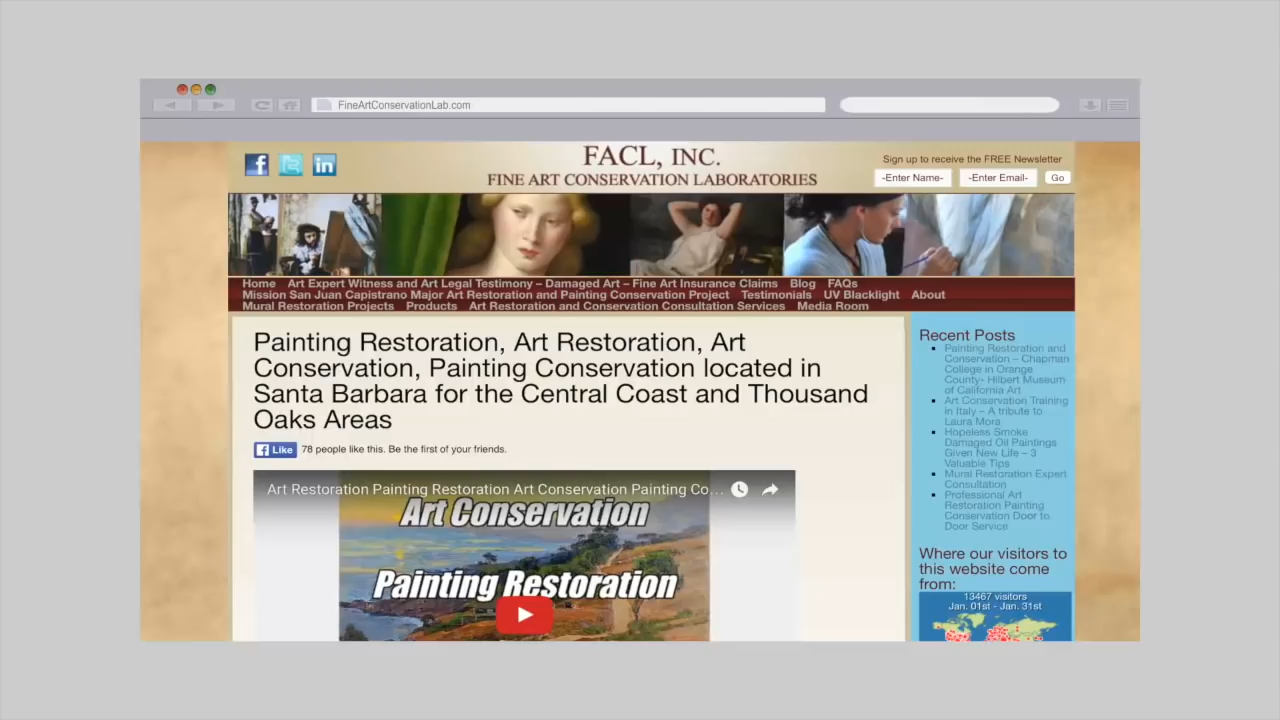 FineArtConservationLab.com
FACL, INC.
FINE ART CONSERVATION LABORATORIES
Sign up to receive the FREE Newsletter
-Enter Name- -Enter Email- Go
Home Art Expert Witness and Art Legal Testimony – Damaged Art – Fine Art Insurance Claims Blog FAQs
Mission San Juan Capistrano Major Art Restoration and Painting Conservation Project Testimonials UV Blacklight About
Mural Restoration Projects Products Art Restoration and Conservation Consultation Services Media Room
Painting Restoration, Art Restoration, Art
Conservation, Painting Conservation located in
Santa Barbara for the Central Coast and Thousand
Oaks Areas
Like 78 people like this. Be the first of your friends.
Art Restoration Painting Restoration Art Conservation Painting Co…
Art Conservation
Painting Restoration
Recent Posts
Painting Restoration and
Conservation – Chapman
College in Orange
County- Hilbert Museum
of California Art
Art Conservation Training
in Italy – A tribute to
Laura Mora
Hopeless Smoke
Damaged Oil Paintings
Given New Life – 3
Valuable Tips
Mural Restoration Expert
Consultation
Professional Art
Restoration Painting
Conservation Door to
Door Service
Where our visitors to
this website come
from:
13467 visitors
Jan. 01st - Jan. 31st